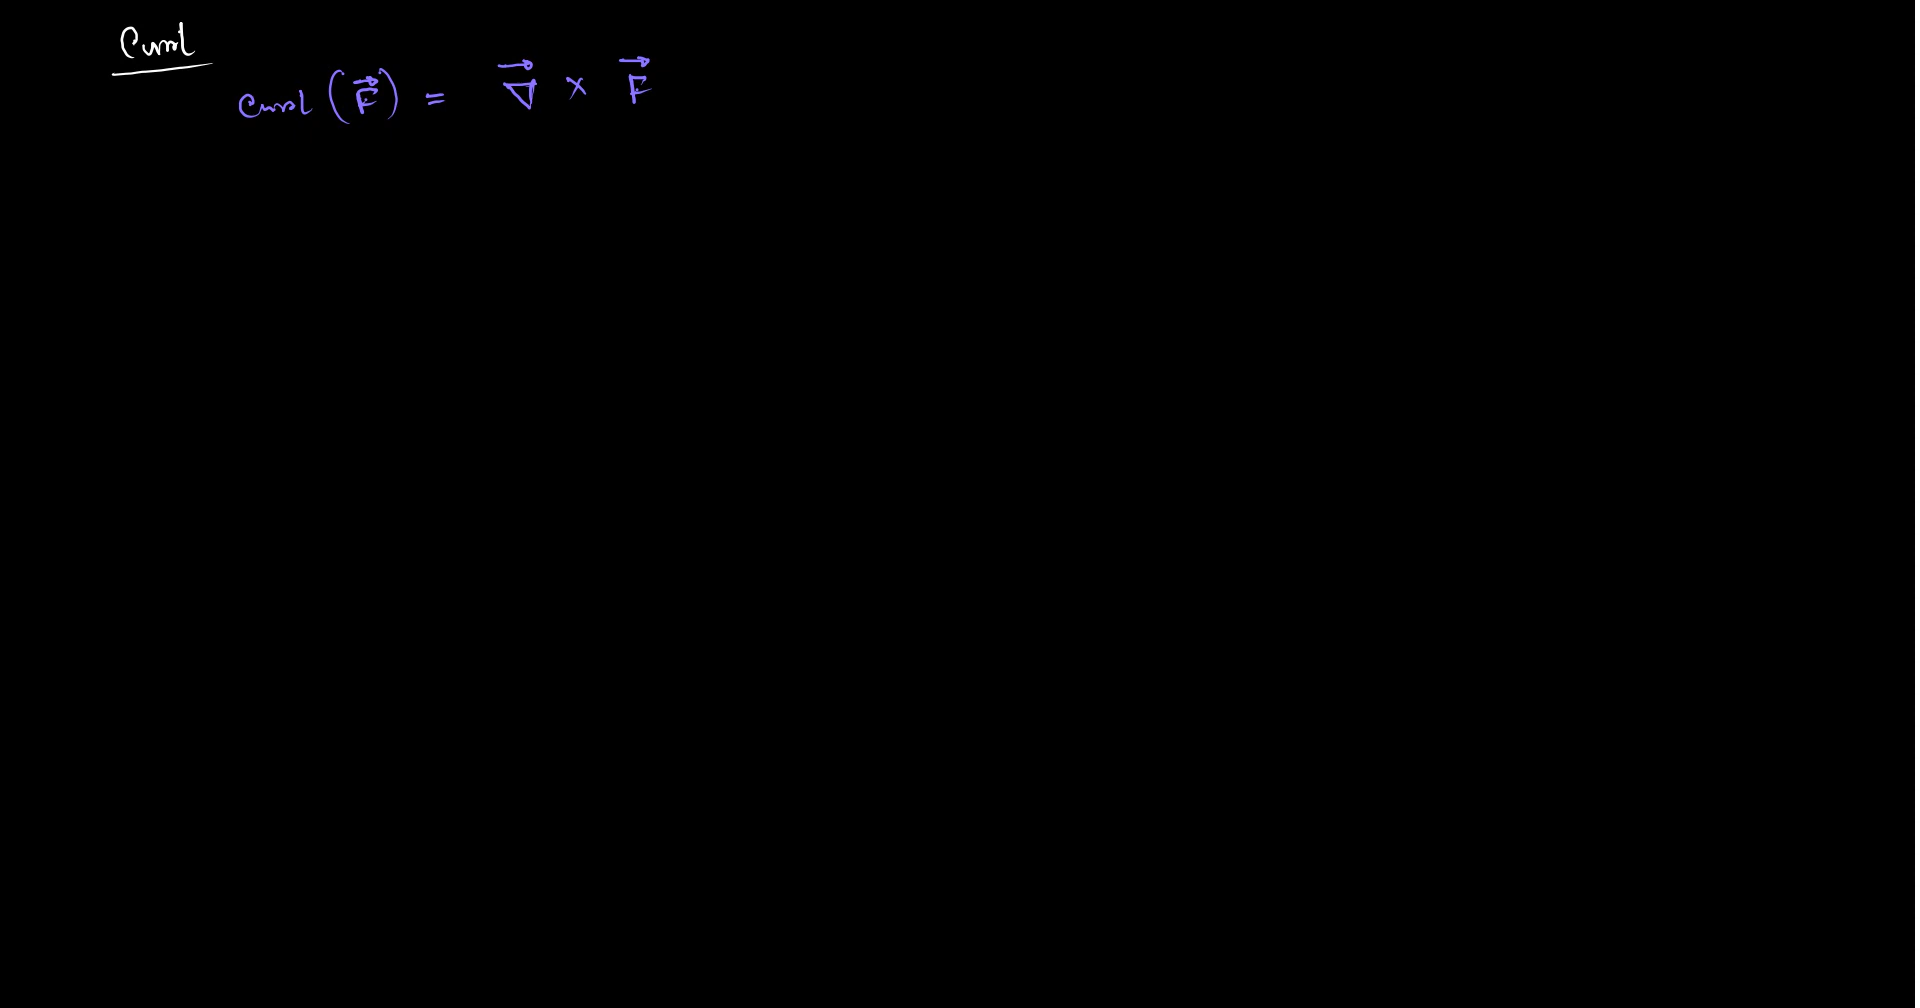 Curl
Curl (F⃗) = ∇⃗ × F⃗